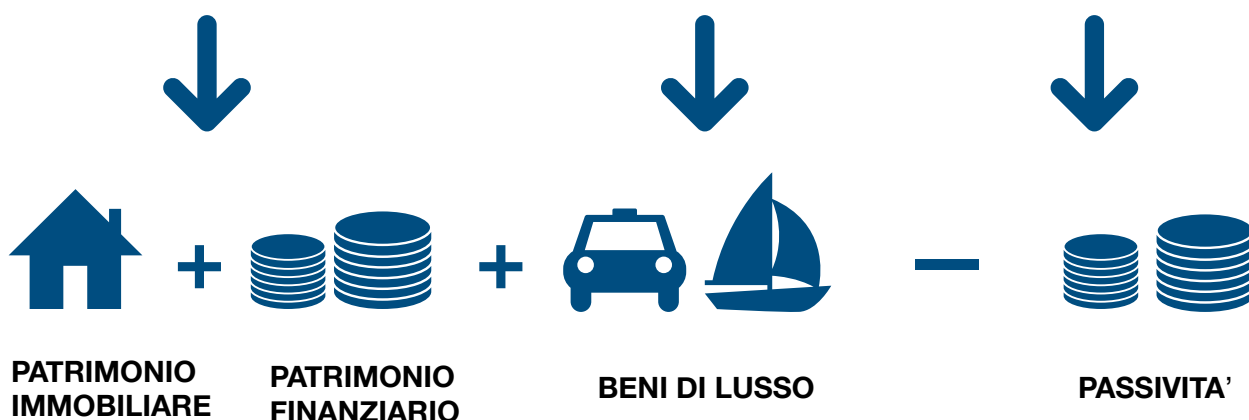 PATRIMONIO
IMMOBILIARE
PATRIMONIO
FINANZIARIO
BENI DI LUSSO
PASSIVITA’